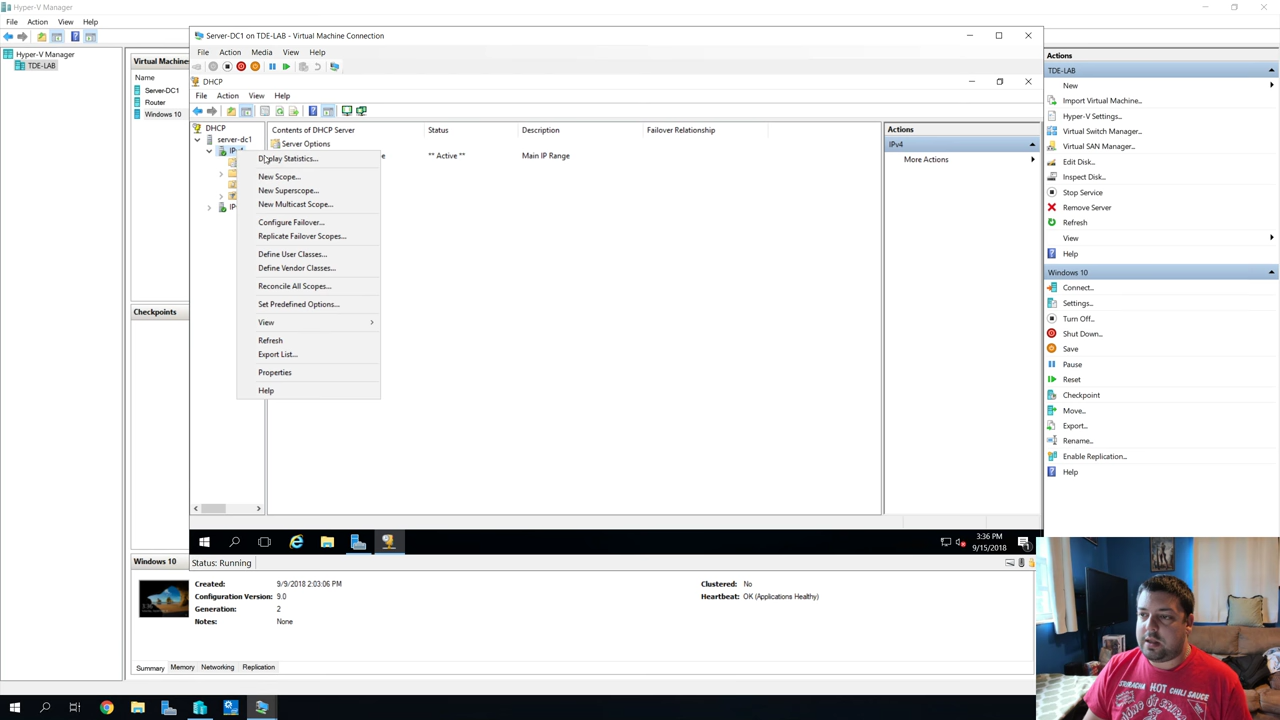 Hyper-V Manager
File Action View Help
Hyper-V Manager
TDE-LAB
Virtual Machine
Name
Server-DC1
Router
Windows 10
Checkpoints
Server-DC1 on TDE-LAB - Virtual Machine Connection
File Action Media View Help
DHCP
File Action View Help
DHCP
server-dc1
IPv4
Contents of DHCP Server Status Description Failover Relationship
Server Options
** Active ** Main IP Range
Display Statistics...
New Scope...
New Superscope...
New Multicast Scope...
Configure Failover...
Replicate Failover Scopes...
Define User Classes...
Define Vendor Classes...
Reconcile All Scopes...
Set Predefined Options...
View
Refresh
Export List...
Properties
Help
Actions
IPv4
More Actions
3:36 PM
9/15/2018
Status: Running
Windows 10
Created: 9/9/2018 2:03:06 PM
Configuration Version: 9.0
Generation: 2
Notes: None
Clustered: No
Heartbeat: OK (Applications Healthy)
Summary Memory Networking Replication
Actions
TDE-LAB
New
Import Virtual Machine...
Hyper-V Settings...
Virtual Switch Manager...
Virtual SAN Manager...
Edit Disk...
Inspect Disk...
Stop Service
Remove Server
Refresh
View
Help
Windows 10
Connect...
Settings...
Turn Off...
Shut Down...
Save
Pause
Reset
Checkpoint
Move...
Export...
Rename...
Enable Replication...
Help
SRIRACHA HOT CHILI SAUCE